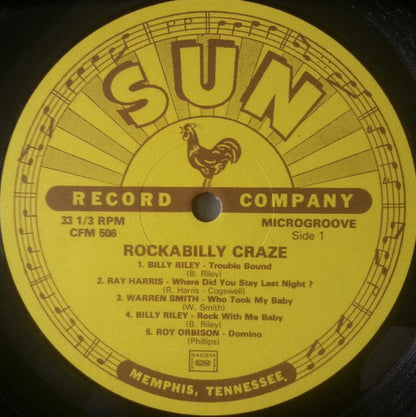 SUN
RECORD COMPANY
33 1/3 RPM MICROGROOVE
CFM 506 Side 1
ROCKABILLY CRAZE
1. BILLY RILEY - Trouble Bound
(B. Riley)
2. RAY HARRIS - Where Did You Stay Last Night ?
(R. Harris - Cogswell)
3. WARREN SMITH - Who Took My Baby
(W. Smith)
4. BILLY RILEY - Rock With Me Baby
(B. Riley)
5. ROY ORBISON - Domino
(Phillips)
SACEM
MEMPHIS, TENNESSEE